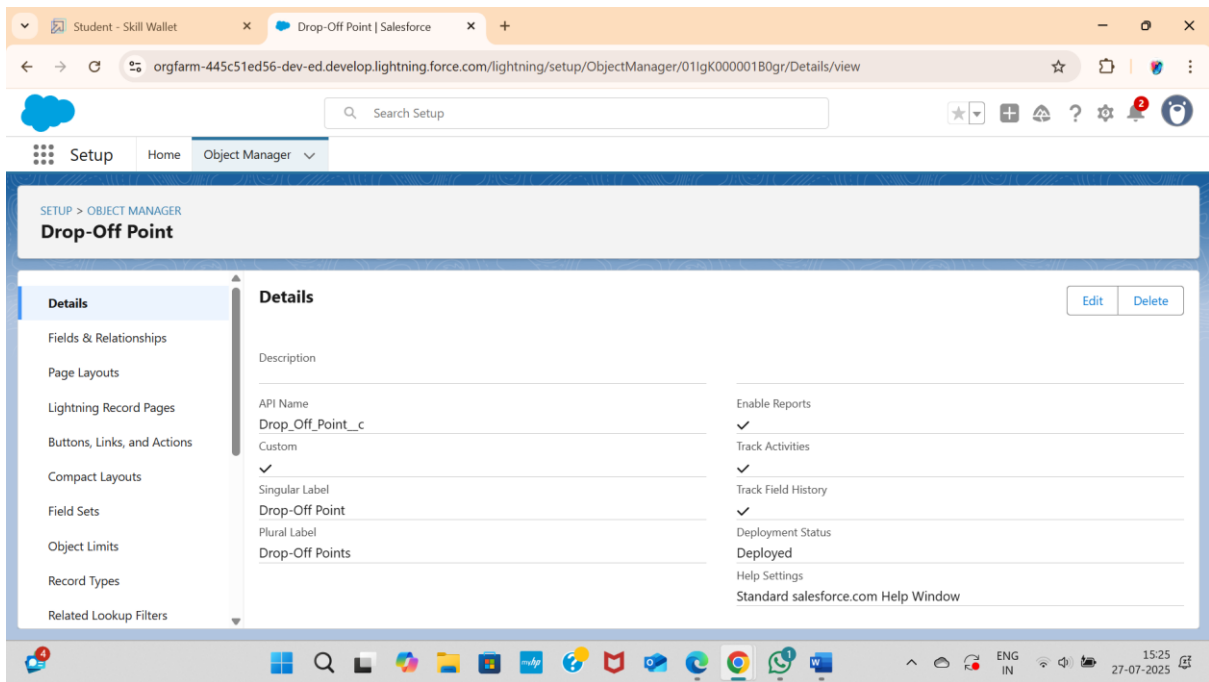 Student - Skill Wallet
Drop-Off Point | Salesforce
orgfarm-445c51ed56-dev-ed.develop.lightning.force.com/lightning/setup/ObjectManager/01IgK000001B0gr/Details/view
Search Setup
2
Setup
Home
Object Manager
SETUP > OBJECT MANAGER
Drop-Off Point
Details
Fields & Relationships
Page Layouts
Lightning Record Pages
Buttons, Links, and Actions
Compact Layouts
Field Sets
Object Limits
Record Types
Related Lookup Filters
Details
Edit
Delete
Description
API Name
Drop_Off_Point__c
Custom
Singular Label
Drop-Off Point
Plural Label
Drop-Off Points
Enable Reports
Track Activities
Track Field History
Deployment Status
Deployed
Help Settings
Standard salesforce.com Help Window
4
myhp
1
ENG
IN
15:25
27-07-2025